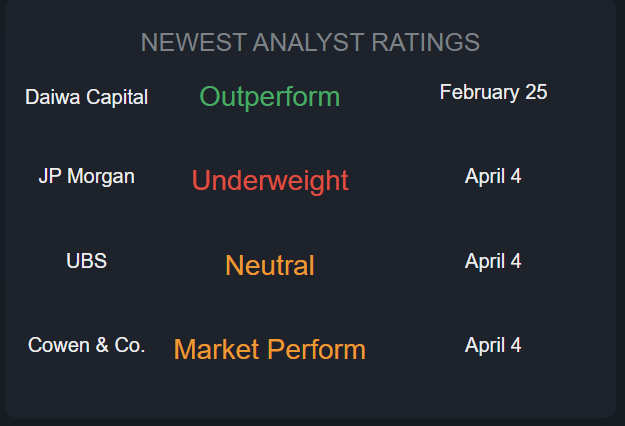 NEWEST ANALYST RATINGS
Daiwa Capital Outperform February 25
JP Morgan Underweight April 4
UBS Neutral April 4
Cowen & Co. Market Perform April 4